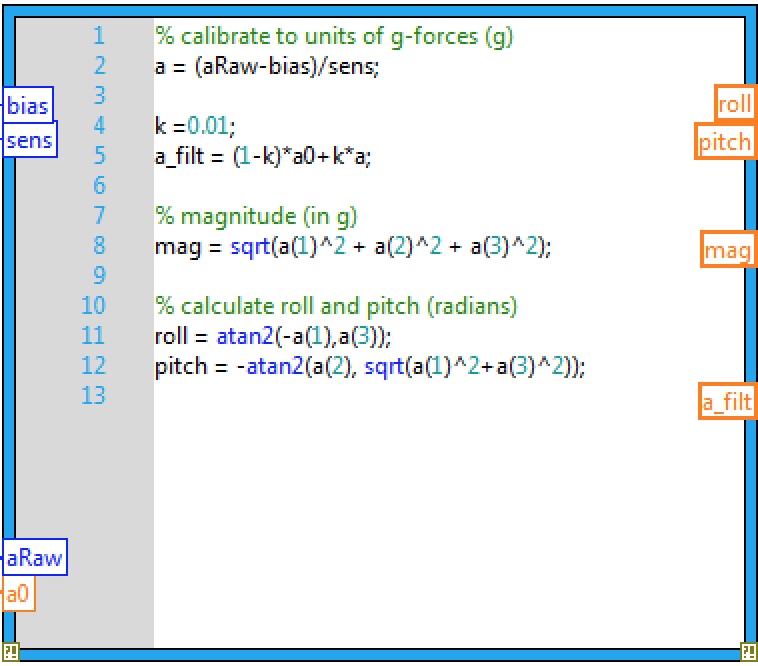 1 % calibrate to units of g-forces (g)
2 a = (aRaw-bias)/sens;
3
bias
roll
4 k =0.01;
sens
pitch
5 a_filt = (1-k)*a0+k*a;
6
7 % magnitude (in g)
8 mag = sqrt(a(1)^2 + a(2)^2 + a(3)^2);
mag
9
10 % calculate roll and pitch (radians)
11 roll = atan2(-a(1),a(3));
12 pitch = -atan2(a(2), sqrt(a(1)^2+a(3)^2));
13
a_filt
aRaw
a0